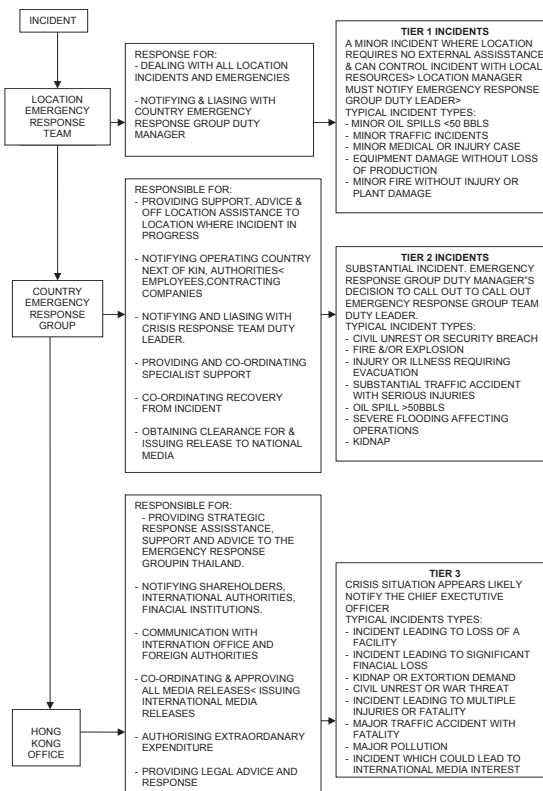 INCIDENT
LOCATION
EMERGENCY
RESPONSE
TEAM
RESPONSE FOR:
- DEALING WITH ALL LOCATION
INCIDENTS AND EMERGENCIES
- NOTIFYING & LIASING WITH
COUNTRY EMERGENCY
RESPONSE GROUP DUTY
MANAGER
TIER 1 INCIDENTS
A MINOR INCIDENT WHERE LOCATION
REQUIRES NO EXTERNAL ASSISSTANCE
& CAN CONTROL INCIDENT WITH LOCAL
RESOURCES> LOCATION MANAGER
MUST NOTIFY EMERGENCY RESPONSE
GROUP DUTY LEADER>
TYPICAL INCIDENT TYPES:
- MINOR OIL SPILLS <50 BBLS
- MINOR TRAFFIC INCIDENTS
- MINOR MEDICAL OR INJURY CASE
- EQUIPMENT DAMAGE WITHOUT LOSS
OF PRODUCTION
- MINOR FIRE WITHOUT INJURY OR
PLANT DAMAGE
COUNTRY
EMERGENCY
RESPONSE
GROUP
RESPONSIBLE FOR:
- PROVIDING SUPPORT, ADVICE &
OFF LOCATION ASSISTANCE TO
LOCATION WHERE INCIDENT IN
PROGRESS
- NOTIFYING OPERATING COUNTRY
NEXT OF KIN, AUTHORITIES<
EMPLOYEES,CONTRACTING
COMPANIES
- NOTIFYING AND LIESING WITH
CRISIS RESPONSE TEAM DUTY
LEADER.
- PROVIDING AND CO-ORDINATING
SPECIALIST SUPPORT
- CO-ORDINATING RECOVERY
FROM INCIDENT
- OBTAINING CLEARANCE FOR &
ISSUING RELEASE TO NATIONAL
MEDIA
TIER 2 INCIDENTS
SUBSTANTIAL INCIDENT. EMERGENCY
RESPONSE GROUP DUTY MANAGER"S
DECISION TO CALL OUT TO CALL OUT
EMERGENCY RESPONSE GROUP TEAM
DUTY LEADER.
TYPICAL INCIDENT TYPES:
- CIVIL UNREST OR SECURITY BREACH
- FIRE &/OR EXPLOSION
- INJURY OR ILLNESS REQUIRING
EVACUATION
- SUBSTANTIAL TRAFFIC ACCIDENT
WITH SERIOUS INJURIES
- OIL SPILL >50BBLS
- SEVERE FLOODING AFFECTING
OPERATIONS
- KIDNAP
HONG
KONG
OFFICE
RESPONSIBLE FOR:
- PROVIDING STRATEGIC
RESPONSE ASSISSTANCE,
SUPPORT AND ADVICE TO THE
EMERGENCY RESPONSE
GROUPIN THAILAND.
- NOTIFYING SHAREHOLDERS,
INTERNATIONAL AUTHORITIES,
FINACIAL INSTITUTIONS.
- COMMUNICATION WITH
INTERNATION OFFICE AND
FOREIGN AUTHORITIES
- CO-ORDINATING & APPROVING
ALL MEDIA RELEASES< ISSUING
INTERNATIONAL MEDIA
RELEASES
- AUTHORISING EXTRAORDANARY
EXPENDITURE
- PROVIDING LEGAL ADVICE AND
RESPONSE
TIER 3
CRISIS SITUATION APPEARS LIKELY
NOTIFY THE CHIEF EXECUTIVE
OFFICER
TYPICAL INCIDENTS TYPES:
- INCIDENT LEADING TO LOSS OF A
FACILITY
- INCIDENT LEADING TO SIGNIFICANT
FINACIAL LOSS
- KIDNAP OR EXTORTION DEMAND
- CIVIL UNREST OR WAR THREAT
- INCIDENT LEADING TO MULTIPLE
INJURIES OR FATALITY
- MAJOR TRAFFIC ACCIDENT WITH
FATALITY
- MAJOR POLLUTION
- INCIDENT WHICH COULD LEAD TO
INTERNATIONAL MEDIA INTEREST